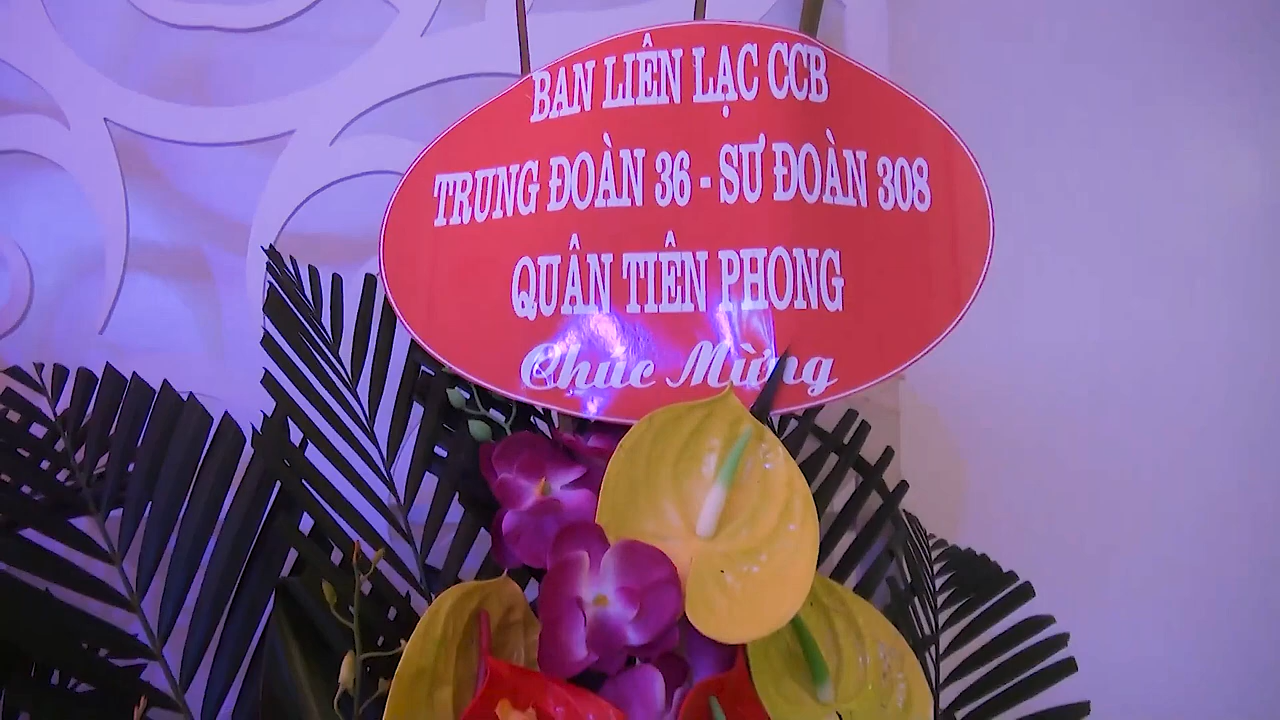 BAN LIÊN LẠC CCB
TRUNG ĐOÀN 36 - SƯ ĐOÀN 308
QUÂN TIÊN PHONG
Chúc Mừng